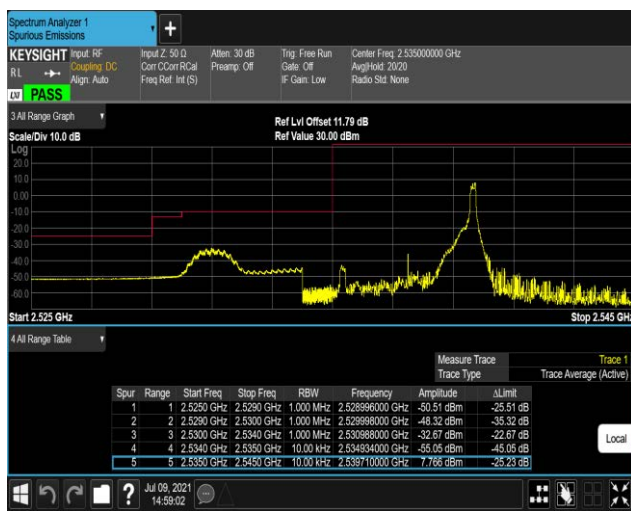 Spectrum Analyzer 1
Spurious Emissions
KEYSIGHT
Input: RF
Input Z: 50 Ω
Atten: 30 dB
Trig: Free Run
Center Freq: 2.535000000 GHz
RL
Coupling: DC
Corr CCorr RCal
Preamp: Off
Gate: Off
Avg|Hold: 20/20
Align: Auto
Freq Ref: Int (S)
IF Gain: Low
Radio Std: None
LXI
PASS
3 All Range Graph
Ref Lvl Offset 11.79 dB
Scale/Div 10.0 dB
Ref Value 30.00 dBm
Log
20.0
10.0
0.00
-10.0
-20.0
-30.0
-40.0
-50.0
-60.0
Start 2.525 GHz
Stop 2.545 GHz
4 All Range Table
Measure Trace Trace 1
Trace Type Trace Average (Active)
Spur Range Start Freq Stop Freq RBW Frequency Amplitude ΔLimit
1 1 2.5250 GHz 2.5290 GHz 1.000 MHz 2.528996000 GHz -50.51 dBm -25.51 dB
2 2 2.5290 GHz 2.5300 GHz 1.000 MHz 2.529998000 GHz -48.32 dBm -35.32 dB
3 3 2.5300 GHz 2.5340 GHz 1.000 MHz 2.530988000 GHz -32.67 dBm -22.67 dB
4 4 2.5340 GHz 2.5350 GHz 10.00 kHz 2.534934000 GHz -55.05 dBm -45.05 dB
5 5 2.5350 GHz 2.5450 GHz 10.00 kHz 2.539710000 GHz 7.766 dBm -25.23 dB
Local
?
Jul 09, 2021
14:59:02